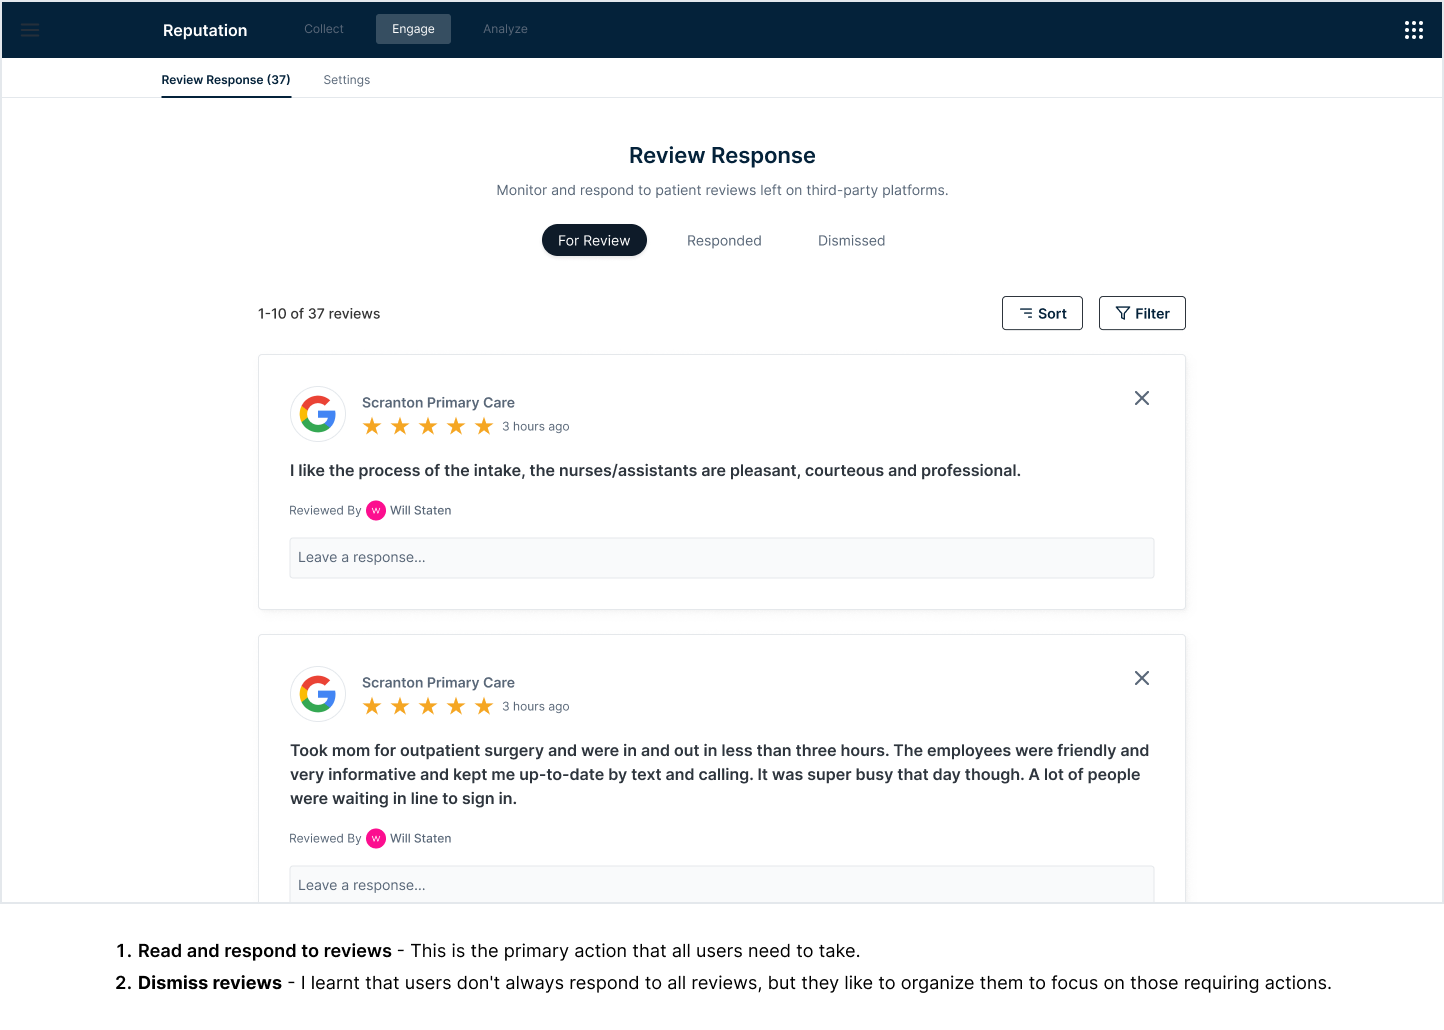 Reputation
Collect
Engage
Analyze
Review Response (37)
Settings
Review Response
Monitor and respond to patient reviews left on third-party platforms.
For Review
Responded
Dismissed
1-10 of 37 reviews
Sort
Filter
Scranton Primary Care
3 hours ago
I like the process of the intake, the nurses/assistants are pleasant, courteous and professional.
Reviewed By W Will Staten
Leave a response...
Scranton Primary Care
3 hours ago
Took mom for outpatient surgery and were in and out in less than three hours. The employees were friendly and
very informative and kept me up-to-date by text and calling. It was super busy that day though. A lot of people
were waiting in line to sign in.
Reviewed By W Will Staten
Leave a response...
1. Read and respond to reviews - This is the primary action that all users need to take.
2. Dismiss reviews - I learnt that users don't always respond to all reviews, but they like to organize them to focus on those requiring actions.